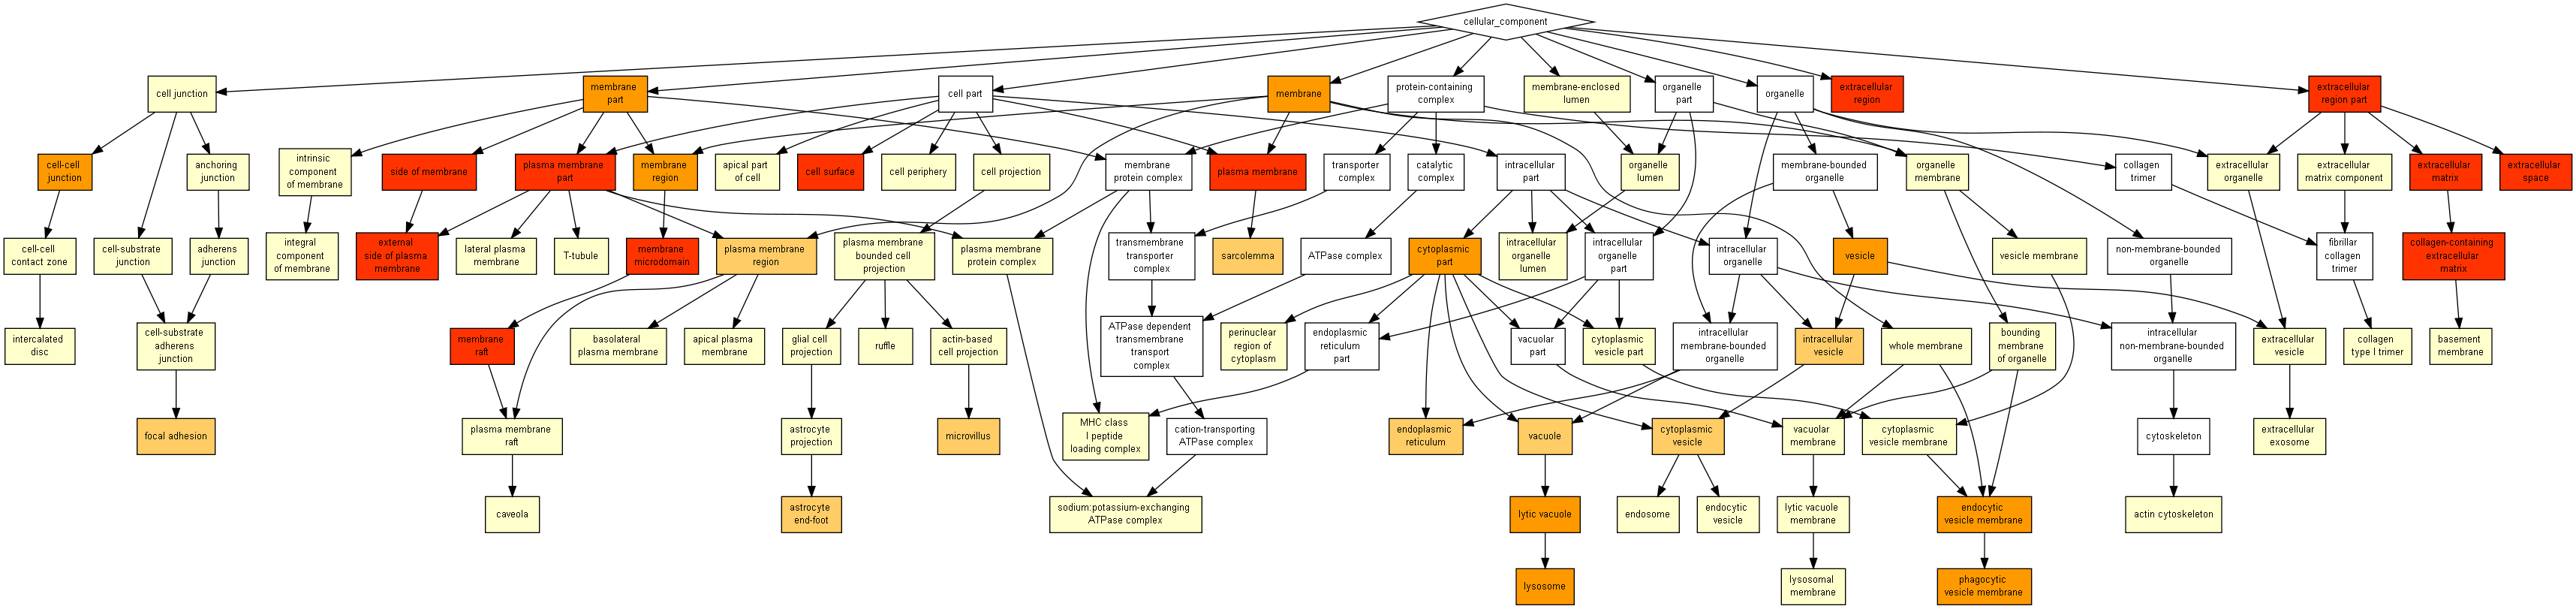 cellular_component
cell junction
membrane
part
cell part
membrane
protein-containing
complex
membrane-enclosed
lumen
organelle
part
organelle
extracellular
region
extracellular
region part
cell-cell
junction
anchoring
junction
intrinsic
component
of membrane
side of membrane
plasma membrane
part
membrane
region
apical part
of cell
cell surface
cell periphery
cell projection
membrane
protein complex
plasma membrane
transporter
complex
catalytic
complex
intracellular
part
organelle
lumen
membrane-bounded
organelle
organelle
membrane
collagen
trimer
extracellular
organelle
extracellular
matrix component
extracellular
matrix
extracellular
space
cell-cell
contact zone
cell-substrate
junction
adherens
junction
integral
component
of membrane
external
side of plasma
membrane
lateral plasma
membrane
T-tubule
membrane
microdomain
plasma membrane
region
plasma membrane
bounded cell
projection
plasma membrane
protein complex
transmembrane
transporter
complex
sarcolemma
ATPase complex
cytoplasmic
part
intracellular
organelle
lumen
intracellular
organelle
part
intracellular
organelle
vesicle
vesicle membrane
non-membrane-bounded
organelle
fibrillar
collagen
trimer
collagen-containing
extracellular
matrix
intercalated
disc
cell-substrate
adherens
junction
membrane
raft
basolateral
plasma membrane
apical plasma
membrane
glial cell
projection
ruffle
actin-based
cell projection
ATPase dependent
transmembrane
transport
complex
perinuclear
region of
cytoplasm
endoplasmic
reticulum
part
vacuolar
part
cytoplasmic
vesicle part
intracellular
membrane-bounded
organelle
intracellular
vesicle
whole membrane
bounding
membrane
of organelle
intracellular
non-membrane-bounded
organelle
extracellular
vesicle
collagen
type I trimer
basement
membrane
focal adhesion
plasma membrane
raft
astrocyte
projection
microvillus
MHC class
I peptide
loading complex
cation-transporting
ATPase complex
endoplasmic
reticulum
vacuole
cytoplasmic
vesicle
vacuolar
membrane
cytoplasmic
vesicle membrane
cytoskeleton
extracellular
exosome
caveola
astrocyte
end-foot
sodium:potassium-exchanging
ATPase complex
lytic vacuole
endosome
endocytic
vesicle
lytic vacuole
membrane
endocytic
vesicle membrane
actin cytoskeleton
lysosome
lysosomal
membrane
phagocytic
vesicle membrane